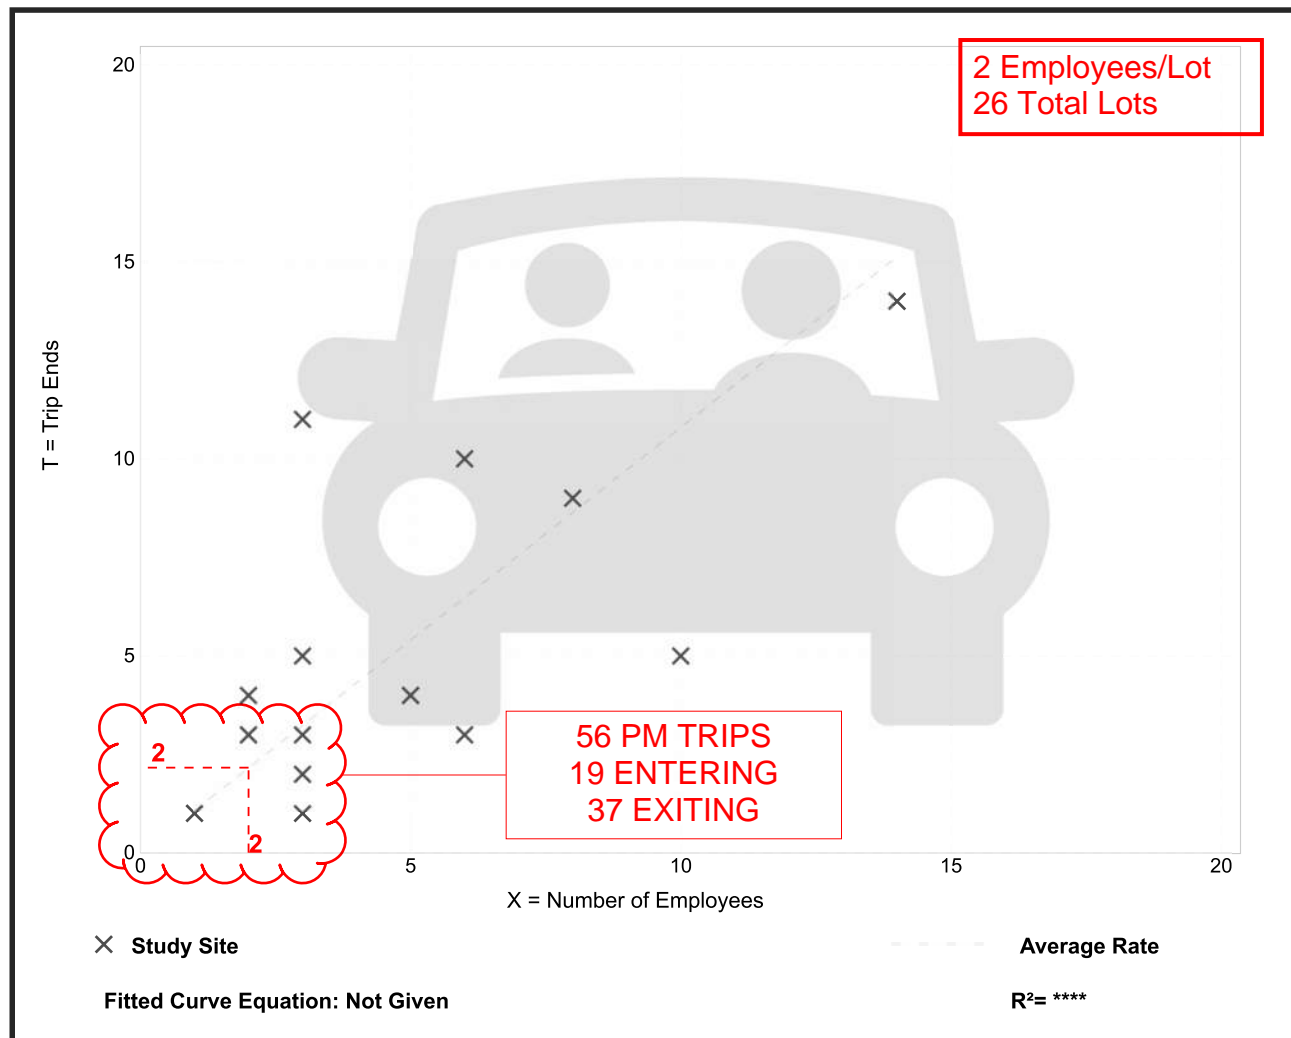 2 Employees/Lot
26 Total Lots
20
15
10
5
0
T = Trip Ends
2
2
56 PM TRIPS
19 ENTERING
37 EXITING
0 5 10 15 20
X = Number of Employees
Study Site
Average Rate
Fitted Curve Equation: Not Given
R²= ****